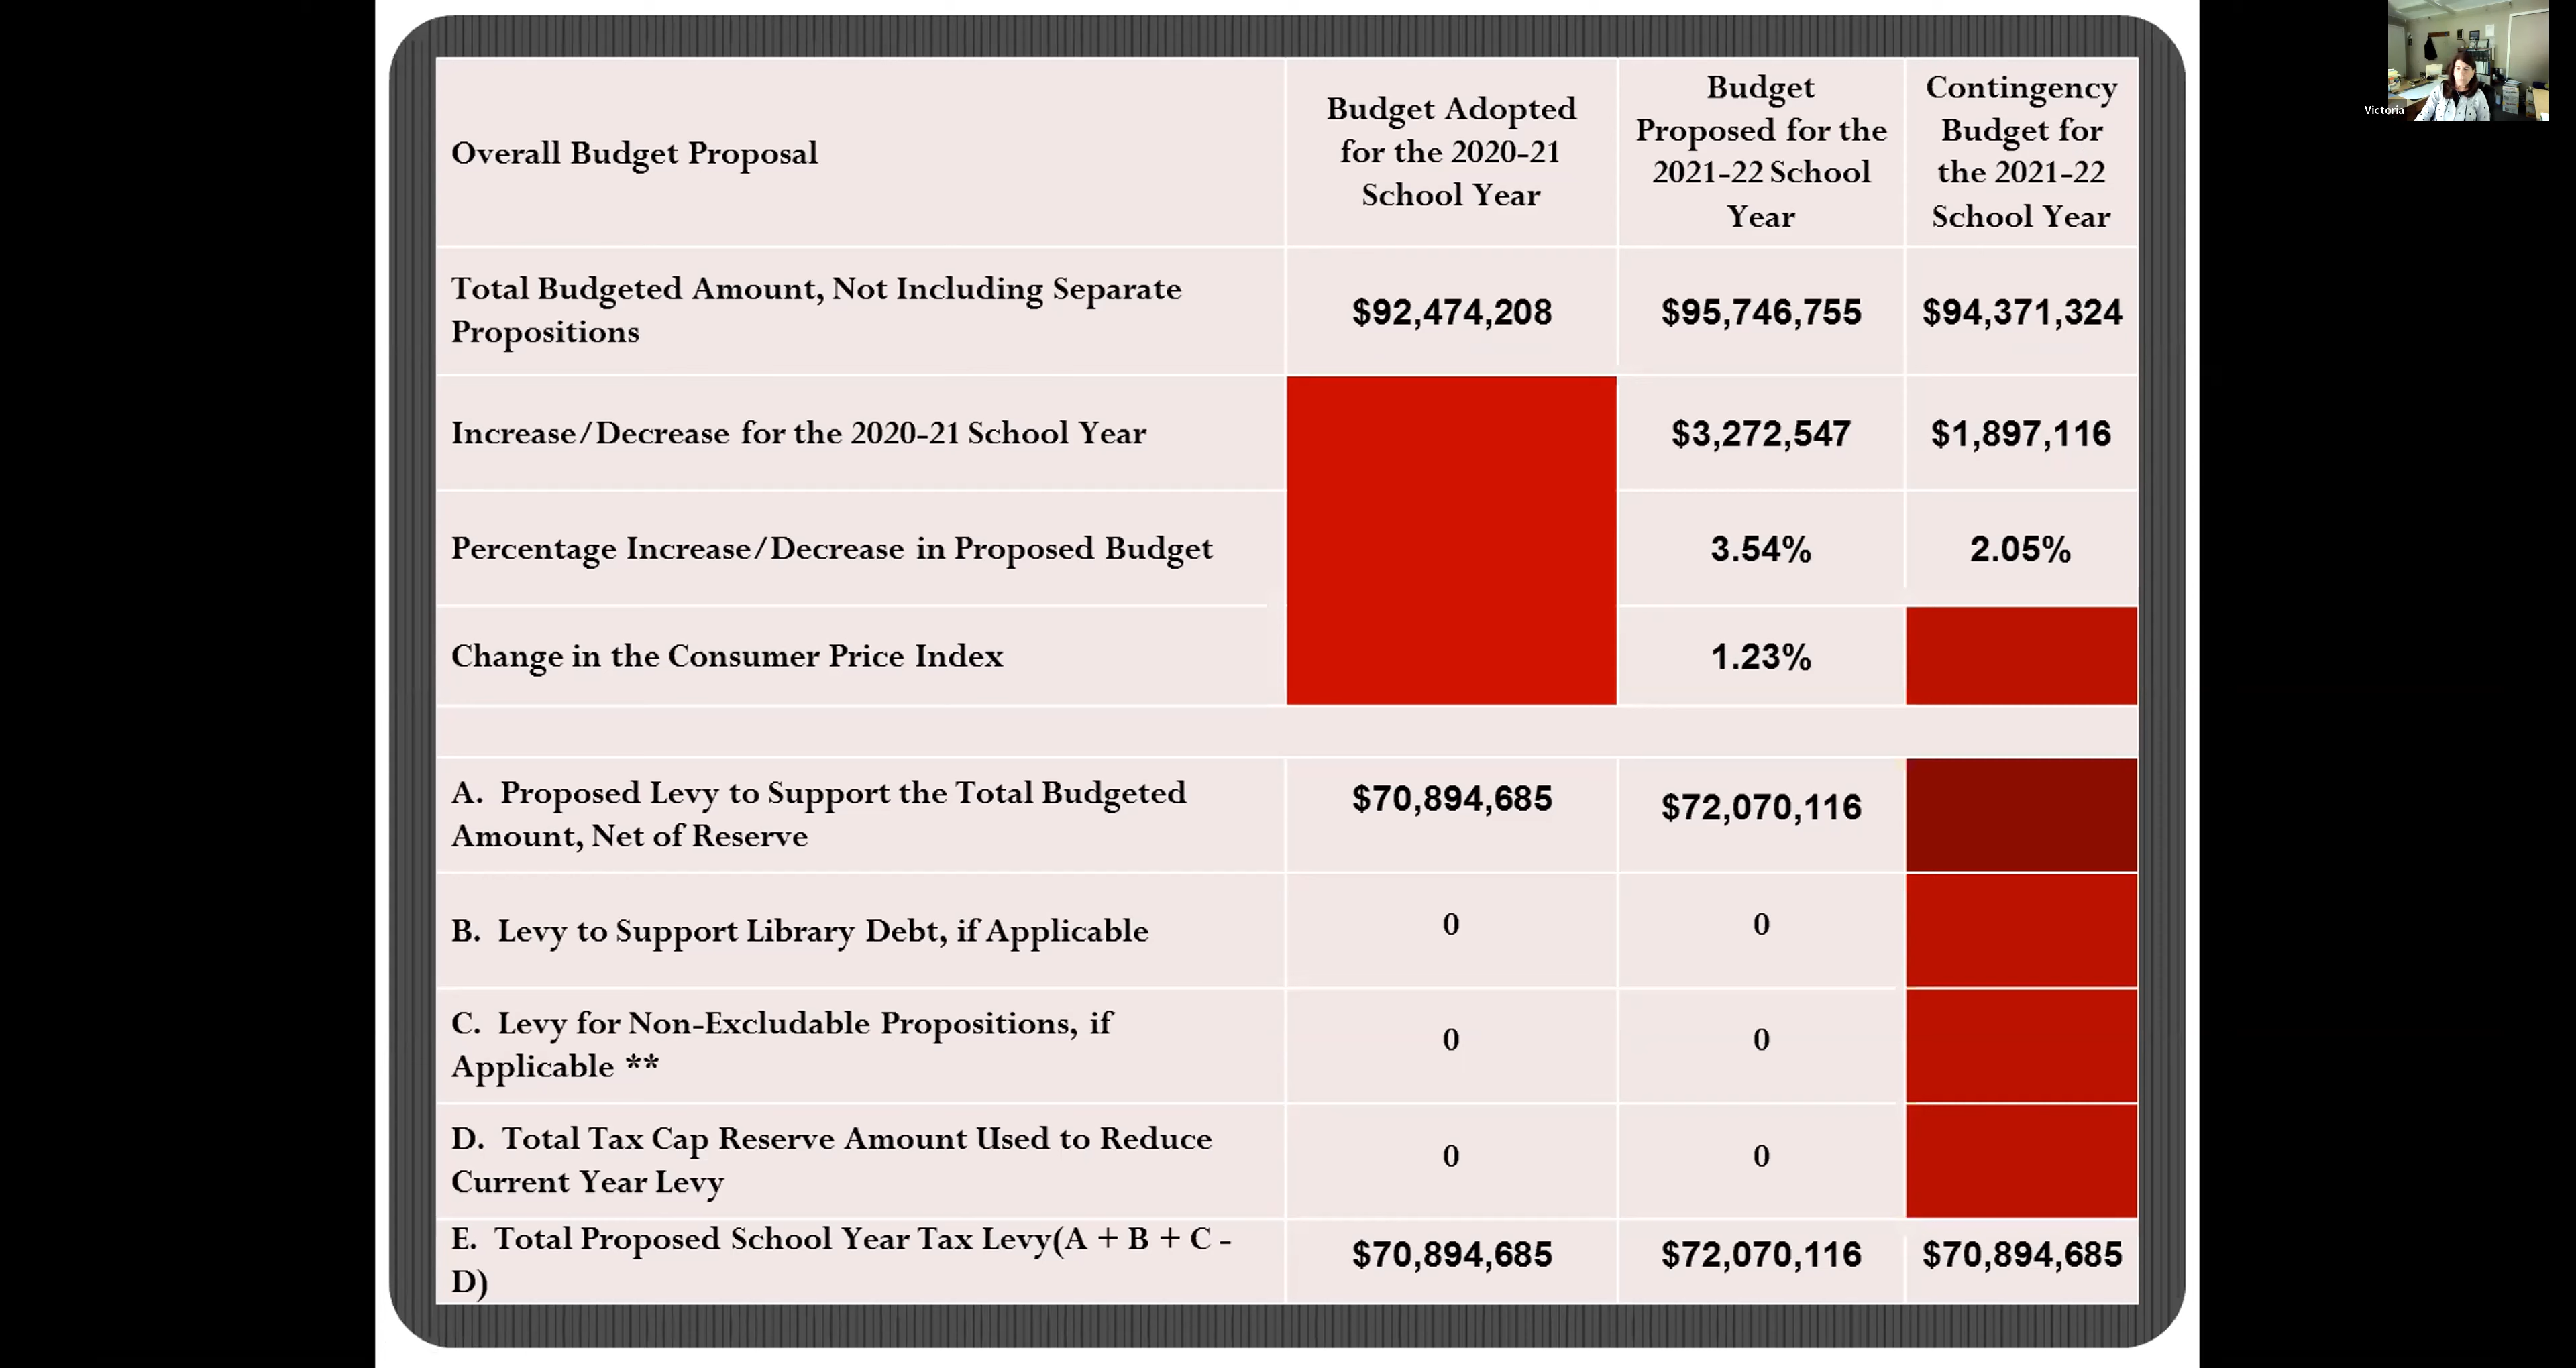 Victoria
Overall Budget Proposal
Budget Adopted
for the 2020-21
School Year
Budget
Proposed for the
2021-22 School
Year
Contingency
Budget for
the 2021-22
School Year
Total Budgeted Amount, Not Including Separate
Propositions
$92,474,208
$95,746,755
$94,371,324
Increase/Decrease for the 2020-21 School Year
$3,272,547
$1,897,116
Percentage Increase/Decrease in Proposed Budget
3.54%
2.05%
Change in the Consumer Price Index
1.23%
A. Proposed Levy to Support the Total Budgeted
Amount, Net of Reserve
$70,894,685
$72,070,116
B. Levy to Support Library Debt, if Applicable
0
0
C. Levy for Non-Excludable Propositions, if
Applicable **
0
0
D. Total Tax Cap Reserve Amount Used to Reduce
Current Year Levy
0
0
E. Total Proposed School Year Tax Levy(A + B + C -
D)
$70,894,685
$72,070,116
$70,894,685